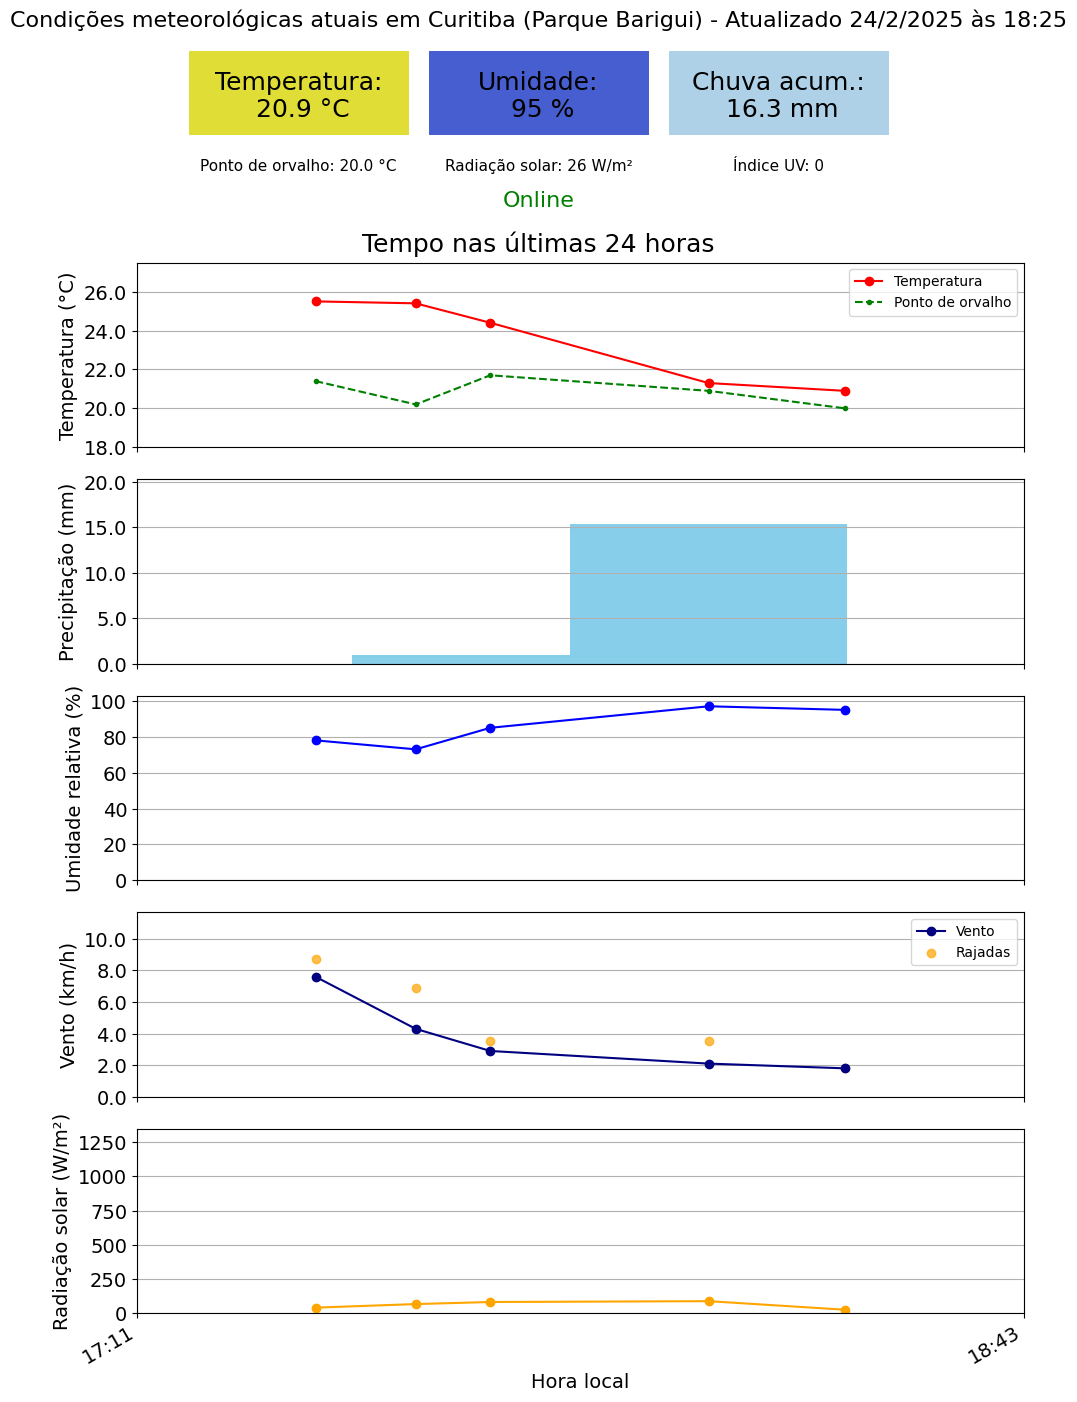 Condições meteorológicas atuais em Curitiba (Parque Barigui) - Atualizado 24/2/2025 às 18:25
Temperatura:
20.9 °C
Umidade:
95 %
Chuva acum.:
16.3 mm
Ponto de orvalho: 20.0 °C
Radiação solar: 26 W/m²
Índice UV: 0
Online
Tempo nas últimas 24 horas
Temperatura (°C)
26.0
24.0
22.0
20.0
18.0
Temperatura
Ponto de orvalho
Precipitação (mm)
20.0
15.0
10.0
5.0
0.0
Umidade relativa (%)
100
80
60
40
20
0
Vento (km/h)
10.0
8.0
6.0
4.0
2.0
0.0
Vento
Rajadas
Radiação solar (W/m²)
1250
1000
750
500
250
0
17:11
18:43
Hora local